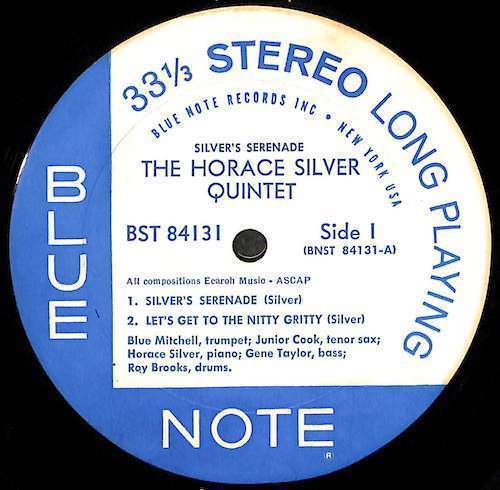 33⅓ STEREO LONG PLAYING
BLUE NOTE RECORDS INC • NEW YORK USA
SILVER'S SERENADE
THE HORACE SILVER
QUINTET
BST 84131
Side 1
(BNST 84131-A)
All compositions Ecaroh Music - ASCAP
1. SILVER'S SERENADE (Silver)
2. LET'S GET TO THE NITTY GRITTY (Silver)
Blue Mitchell, trumpet; Junior Cook, tenor sax;
Horace Silver, piano; Gene Taylor, bass;
Roy Brooks, drums.
BLUE
NOTE
®